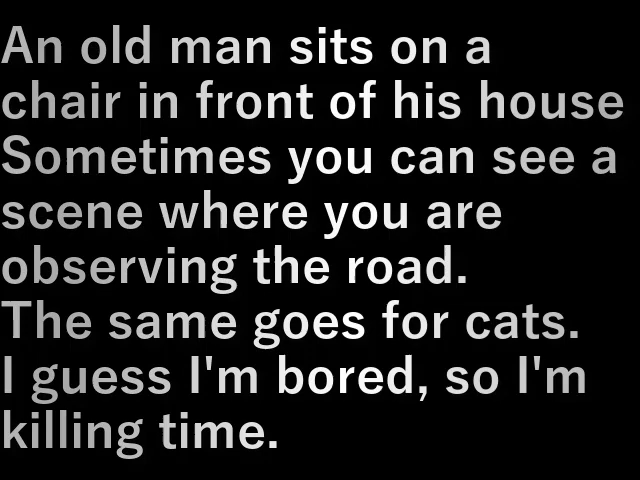 An old man sits on a
chair in front of his house
Sometimes you can see a
scene where you are
observing the road.
The same goes for cats.
I guess I'm bored, so I'm
killing time.